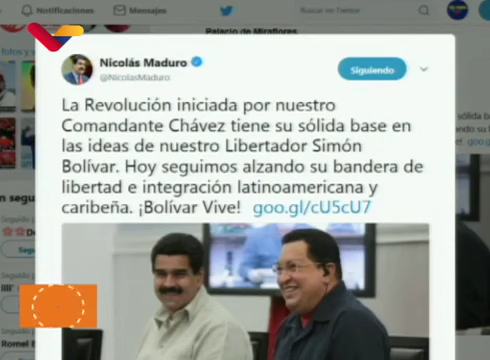 Notificaciones
Mensajes
Buscar en Twitter
Palacio de Miraflores
fotos y
Nicolás Maduro
@NicolasMaduro
Siguiendo
La Revolución iniciada por nuestro
Comandante Chávez tiene su sólida base en
las ideas de nuestro Libertador Simón
Bolívar. Hoy seguimos alzando su bandera de
libertad e integración latinoamericana y
caribeña. ¡Bolívar Vive! goo.gl/cU5cU7
Romel